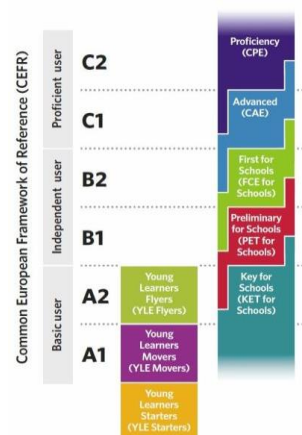 Common European Framework of Reference (CEFR)
Proficient user
Independent user
Basic user
C2
C1
B2
B1
A2
A1
Young
Learners
Flyers
(YLE Flyers)
Young
Learners
Movers
(YLE Movers)
Young
Learners
Starters
(YLE Starters)
Proficiency
(CPE)
Advanced
(CAE)
First for
Schools
(FCE for
Schools)
Preliminary
for Schools
(PET for
Schools)
Key for
Schools
(KET for
Schools)